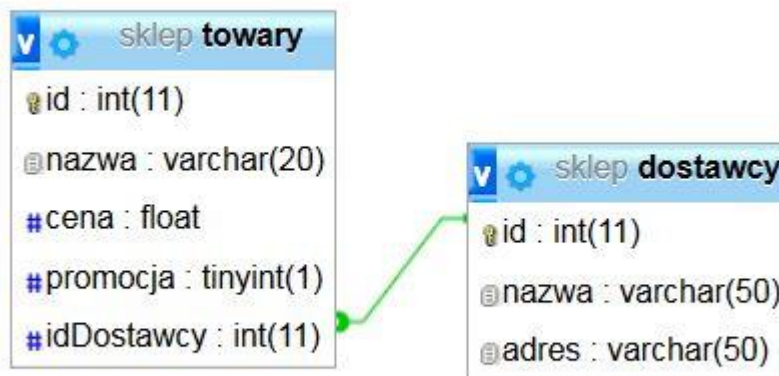 v sklep towary
id : int(11)
nazwa : varchar(20)
#cena : float
#promocja : tinyint(1)
#idDostawcy : int(11)
v sklep dostawcy
id : int(11)
nazwa : varchar(50)
adres : varchar(50)